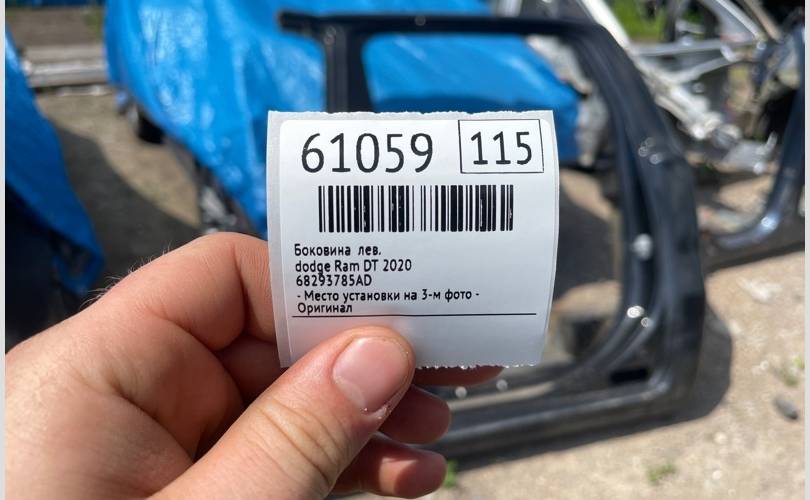 61059 115
Боковина лев.
dodge Ram DT 2020
68293785AD
- Место установки на 3-м фото -
Оригинал